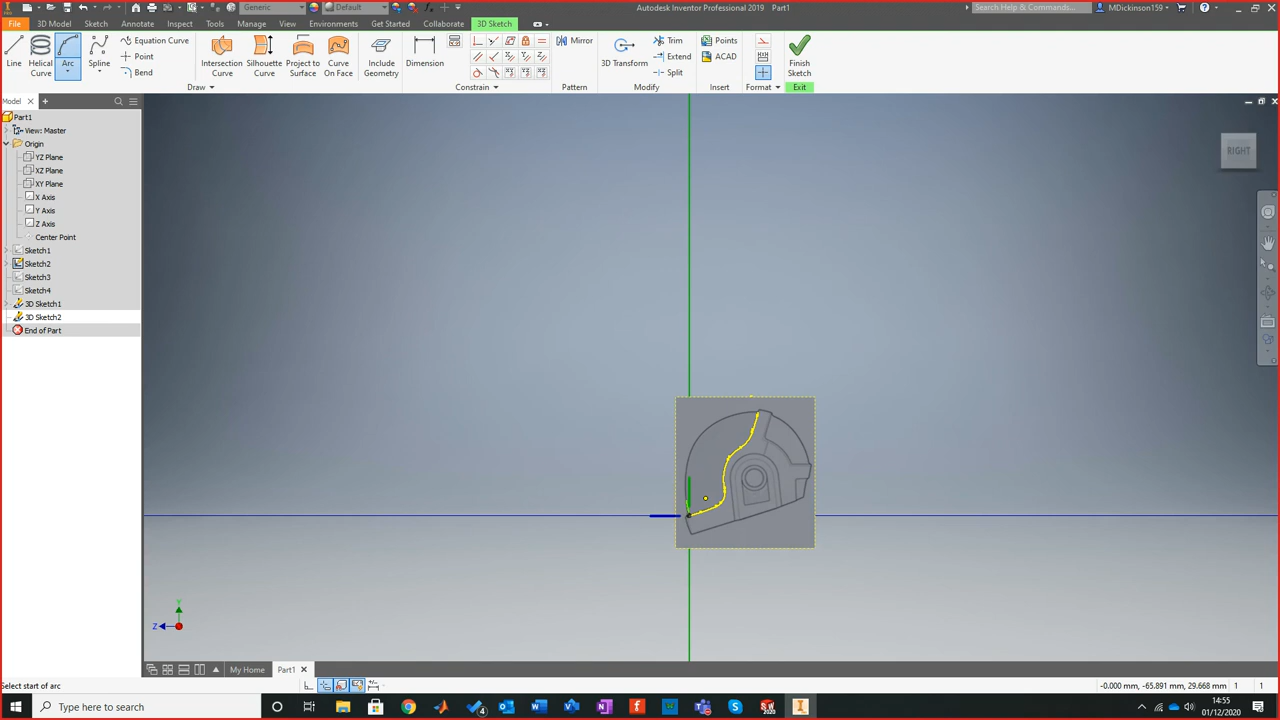 Generic
Default
Autodesk Inventor Professional 2019 Part1
Search Help & Commands...
MDickinson159
File
3D Model
Sketch
Annotate
Inspect
Tools
Manage
View
Environments
Get Started
Collaborate
3D Sketch
Line
Helical
Curve
Arc
Spline
Equation Curve
Point
Bend
Intersection
Curve
Silhouette
Curve
Project to
Surface
Curve
On Face
Include
Geometry
Dimension
Mirror
3D Transform
Trim
Extend
Split
Points
ACAD
Finish
Sketch
Draw
Constrain
Pattern
Modify
Insert
Format
Exit
Model
Part1
View: Master
Origin
YZ Plane
XZ Plane
XY Plane
X Axis
Y Axis
Z Axis
Center Point
Sketch1
Sketch2
Sketch3
Sketch4
3D Sketch1
3D Sketch2
End of Part
RIGHT
Y
Z
My Home
Part1
Select start of arc
-0.000 mm, -65.891 mm, 29.668 mm
1
1
Type here to search
14:55
01/12/2020